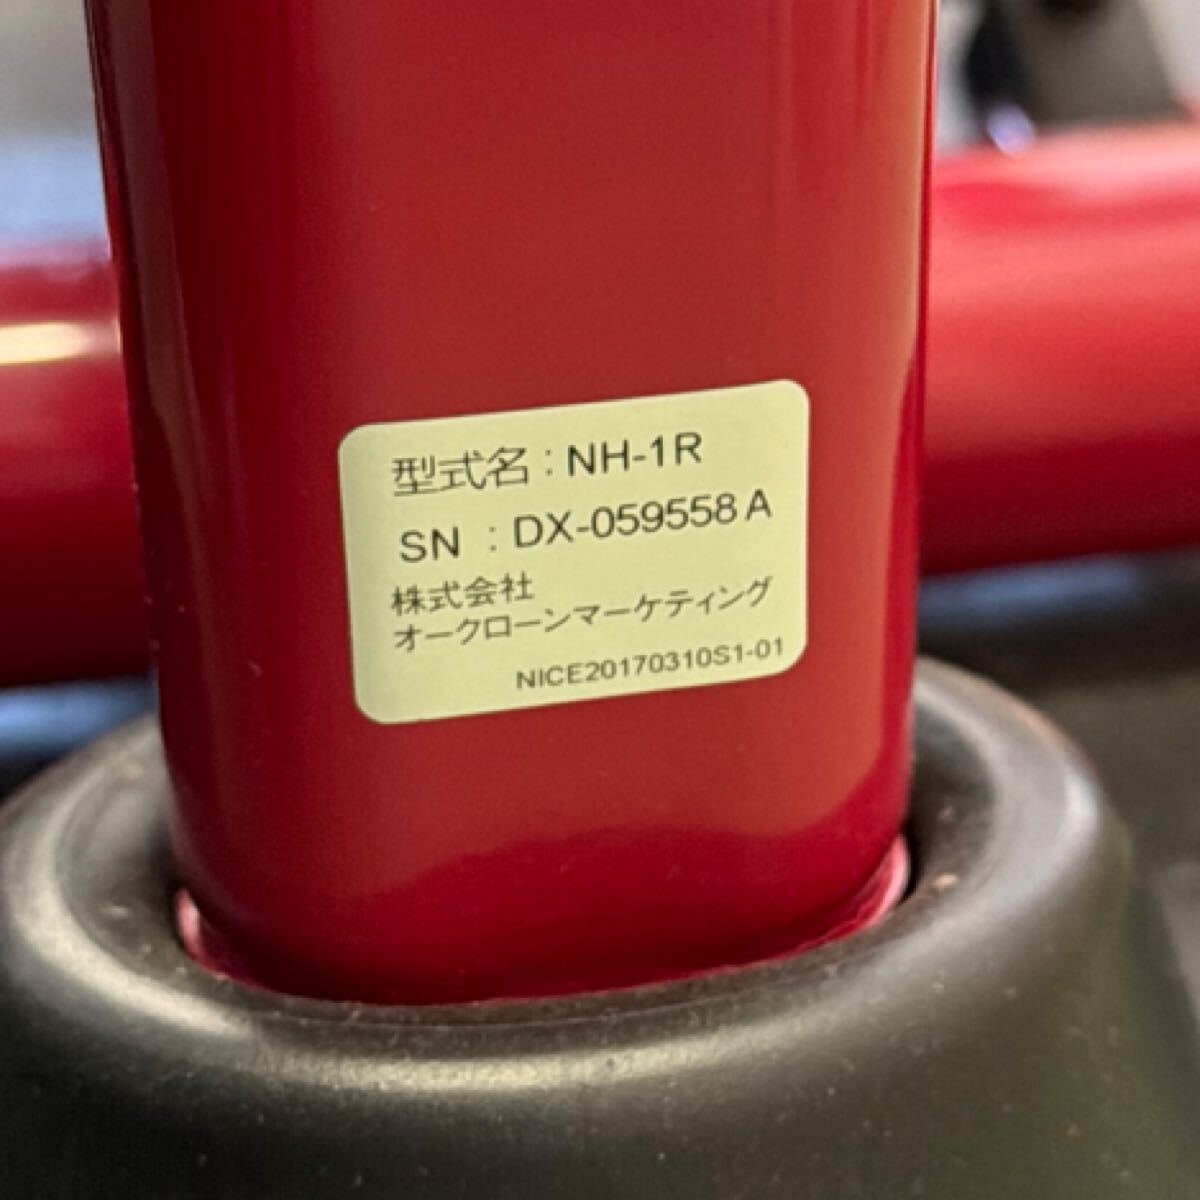 型式名 : NH-1R
SN : DX-059558 A
株式会社
オークローンマーケティング
NICE20170310S1-01